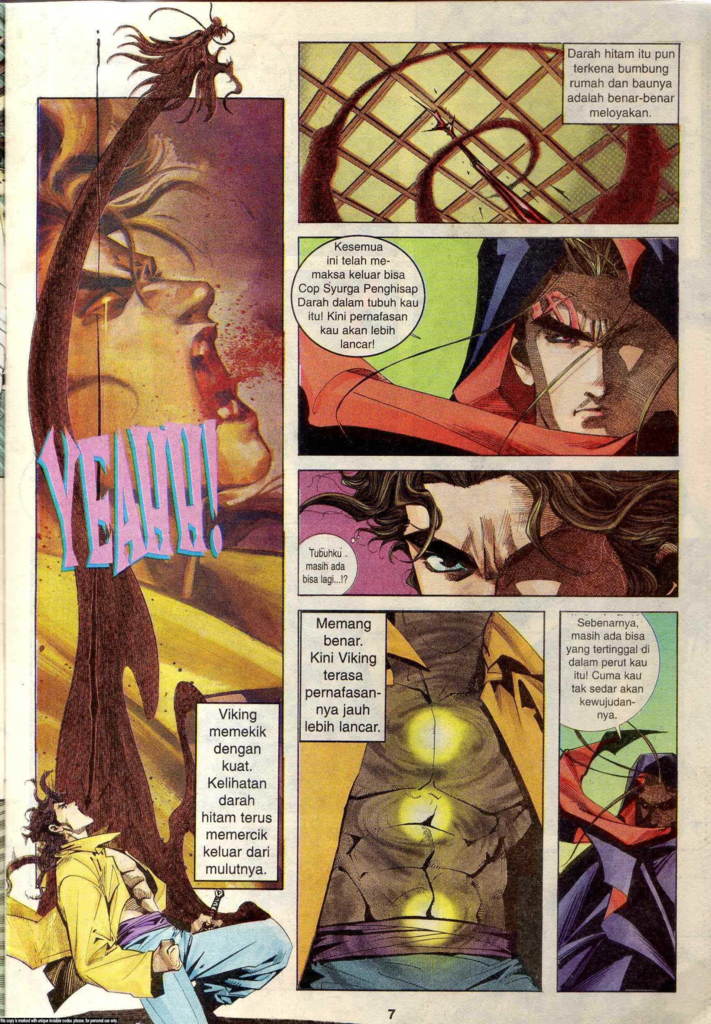 YEAHH!
Viking
memekik
dengan
kuat.
Kelihatan
darah
hitam terus
memercik
keluar dari
mulutnya.
Darah hitam itu pun
terkena bumbung
rumah dan baunya
adalah benar-benar
meloyakan.
Kesemua
ini telah me-
maksa keluar bisa
Cop Syurga Penghisap
Darah dalam tubuh kau
itu! Kini pernafasan
kau akan lebih
lancar!
Tubuhku
masih ada
bisa lagi...!?
Memang
benar.
Kini Viking
terasa
pernafasan-
nya jauh
lebih lancar.
Sebenarnya,
masih ada bisa
yang tertinggal di
dalam perut kau
itu! Cuma kau
tak sedar akan
kewujudan-
nya.
7